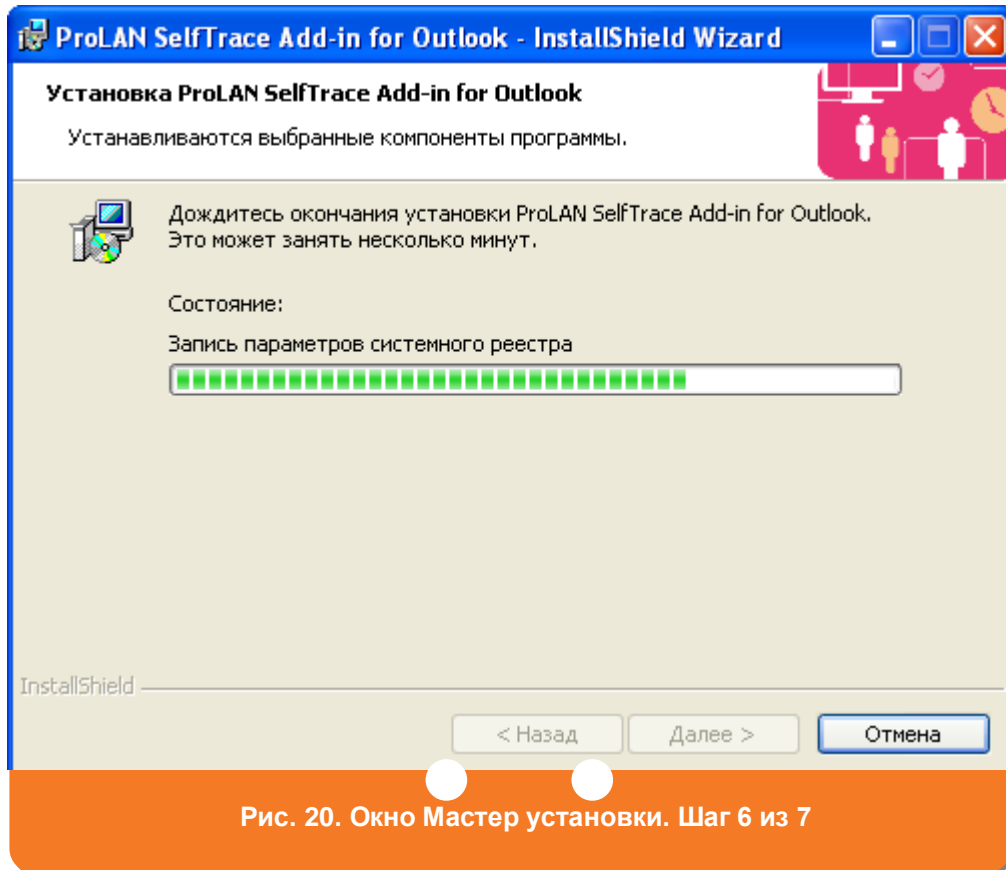 ProLAN SelfTrace Add-in for Outlook - InstallShield Wizard
Установка ProLAN SelfTrace Add-in for Outlook
Устанавливаются выбранные компоненты программы.
Дождитесь окончания установки ProLAN SelfTrace Add-in for Outlook.
Это может занять несколько минут.
Состояние:
Запись параметров системного реестра
InstallShield
< Назад
Далее >
Отмена
Рис. 20. Окно Мастер установки. Шаг 6 из 7